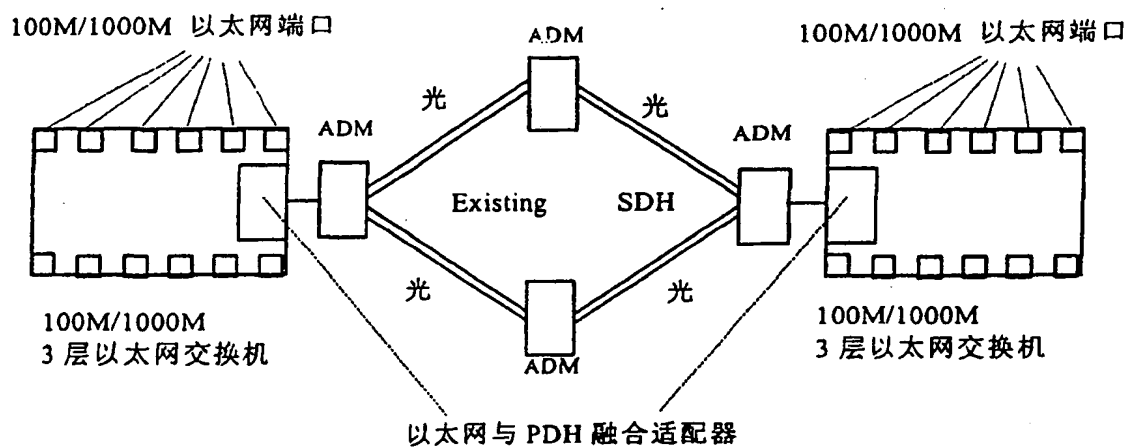 100M/1000M 以太网端口
ADM
100M/1000M 以太网端口
光
光
ADM
ADM
Existing SDH
光
光
100M/1000M
3 层以太网交换机
ADM
100M/1000M
3 层以太网交换机
以太网与 PDH 融合适配器